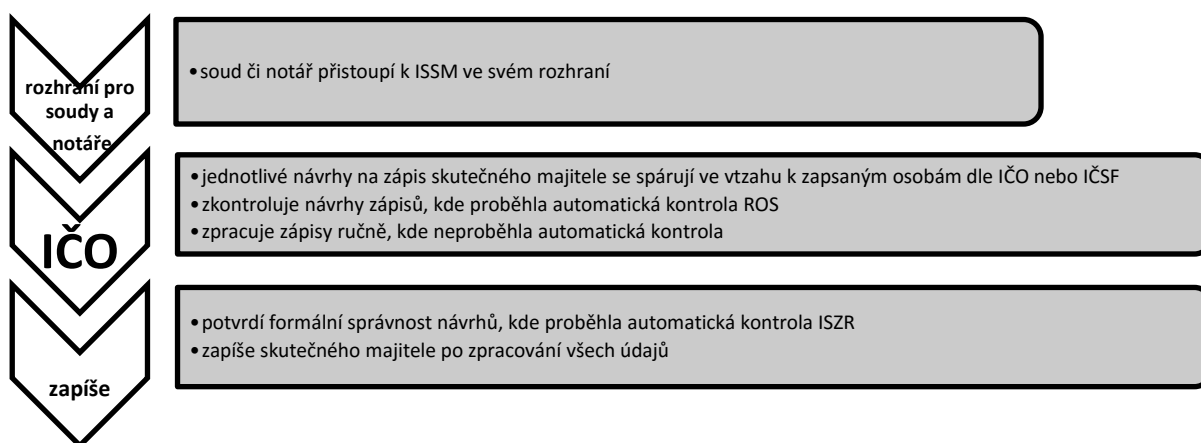 rozhraní pro
soudy a
notáře
•soud či notář přistoupí k ISSM ve svém rozhraní
IČO
•jednotlivé návrhy na zápis skutečného majitele se spárují ve vtzahu k zapsaným osobám dle IČO nebo IČSF
•zkontroluje návrhy zápisů, kde proběhla automatická kontrola ROS
•zpracuje zápisy ručně, kde neproběhla automatická kontrola
zapíše
•potvrdí formální správnost návrhů, kde proběhla automatická kontrola ISZR
•zapíše skutečného majitele po zpracování všech údajů